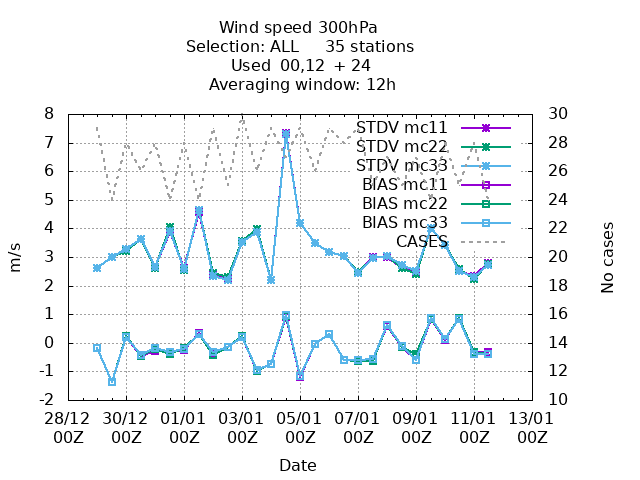 Wind speed 300hPa
Selection: ALL 35 stations
Used 00,12 + 24
Averaging window: 12h
8
7
6
5
4
3
2
1
0
-1
-2
m/s
30
28
26
24
22
20
18
16
14
12
10
No cases
STDV mc11
STDV mc22
STDV mc33
BIAS mc11
BIAS mc22
BIAS mc33
CASES
28/12 30/12 01/01 03/01 05/01 07/01 09/01 11/01 13/01
00Z 00Z 00Z 00Z 00Z 00Z 00Z 00Z 00Z
Date